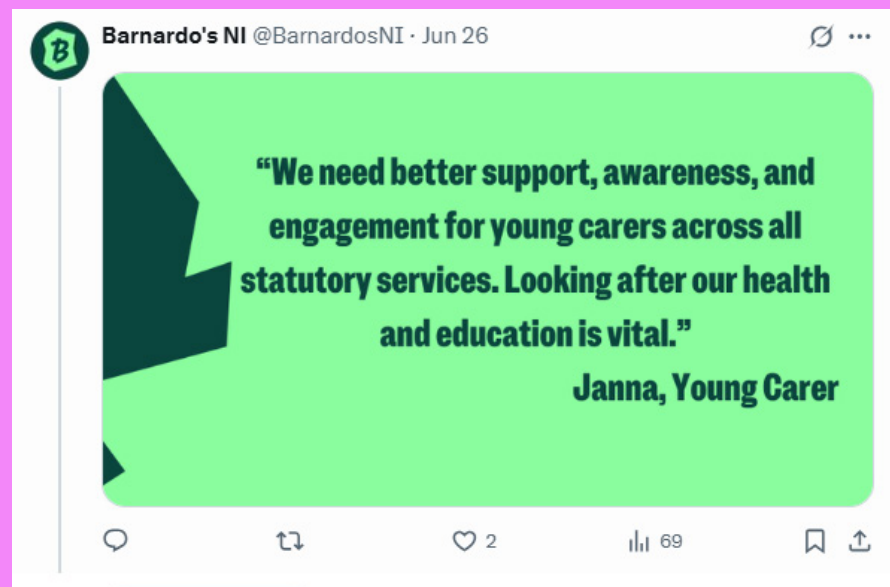 Barnardo's NI @BarnardosNI · Jun 26
B
“We need better support, awareness, and
engagement for young carers across all
statutory services. Looking after our health
and education is vital.”
Janna, Young Carer
2
69